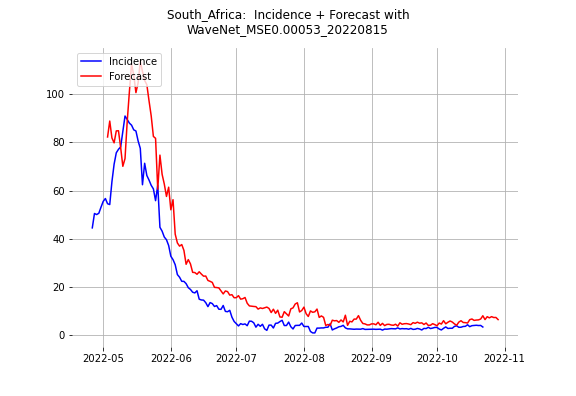 South_Africa:  Incidence + Forecast with
WaveNet_MSE0.00053_20220815
Incidence
Forecast
100
80
60
40
20
0
2022-05 2022-06 2022-07 2022-08 2022-09 2022-10 2022-11